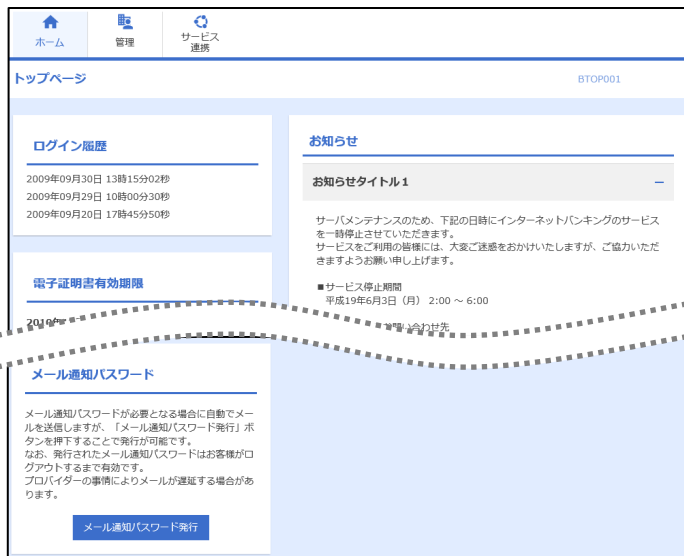 ホーム
管理
サービス
連携
トップページ
BTOP001
ログイン履歴
2009年09月30日 13時15分02秒
2009年09月29日 10時00分30秒
2009年09月20日 17時45分50秒
電子証明書有効期限
メール通知パスワード
メール通知パスワードが必要となる場合に自動でメー
ルを送信しますが、「メール通知パスワード発行」ボ
タンを押下することで発行が可能です。
なお、発行されたメール通知パスワードはお客様がロ
グアウトするまで有効です。
プロバイダーの事情によりメールが遅延する場合があ
ります。
メール通知パスワード発行
お知らせ
お知らせタイトル1
サーバメンテナンスのため、下記の日時にインターネットバンキングのサービス
を一時停止させていただきます。
サービスをご利用の皆様には、大変ご迷惑をおかけいたしますが、ご協力いただ
きますようお願い申し上げます。
■サービス停止期間
平成19年6月3日（月） 2:00 ～ 6:00
い合わせ先